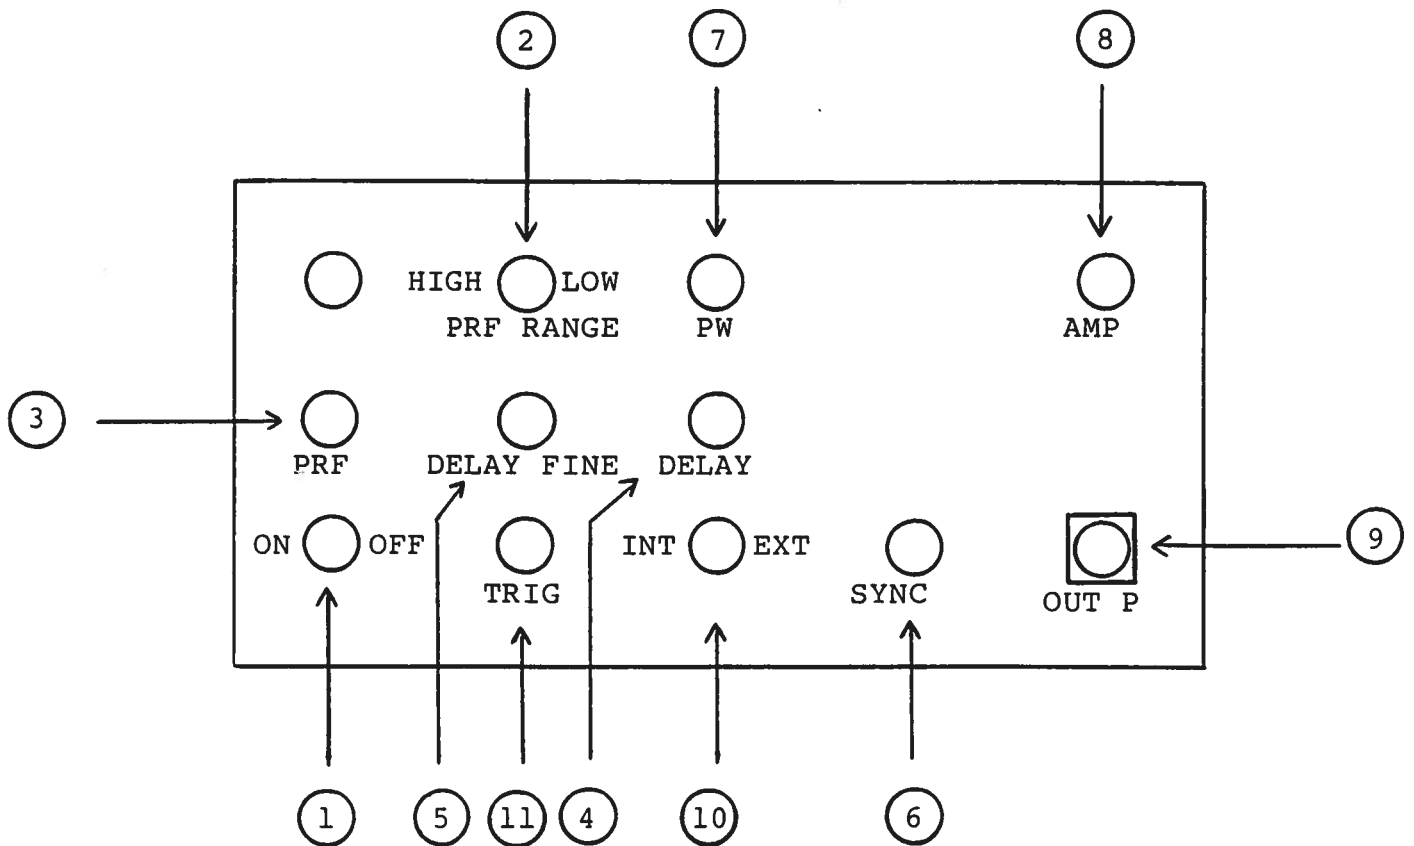 2 7 8
HIGH LOW
PRF RANGE PW AMP
3
PRF DELAY FINE DELAY
ON OFF INT EXT 9
TRIG SYNC OUT P
1 5 11 4 10 6